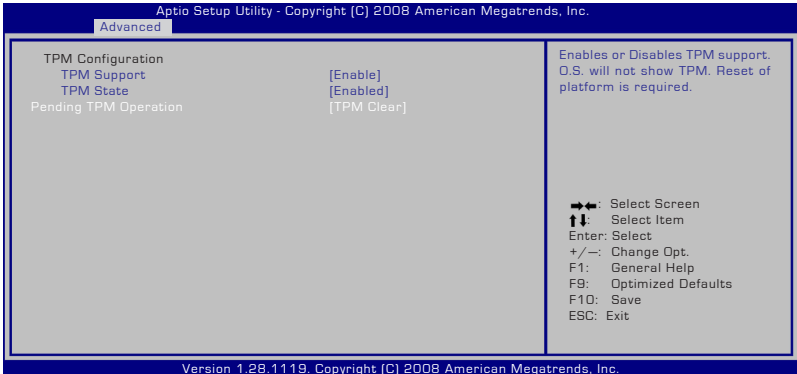 Aptio Setup Utility - Copyright (C) 2008 American Megatrends, Inc.
Advanced
TPM Configuration
TPM Support [Enable]
TPM State [Enabled]
Pending TPM Operation [TPM Clear]
Enables or Disables TPM support.
O.S. will not show TPM. Reset of
platform is required.
→←: Select Screen
↑↓: Select Item
Enter: Select
+/–: Change Opt.
F1: General Help
F9: Optimized Defaults
F10: Save
ESC: Exit
Version 1.28.1119. Copyright (C) 2008 American Megatrends, Inc.